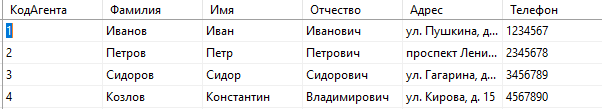 КодАгента Фамилия Имя Отчество Адрес Телефон
1 Иванов Иван Иванович ул. Пушкина, д... 1234567
2 Петров Петр Петрович проспект Лени... 2345678
3 Сидоров Сидор Сидорович ул. Гагарина, д... 3456789
4 Козлов Константин Владимирович ул. Кирова, д. 15 4567890